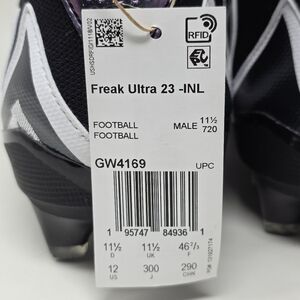 RFID
Freak Ultra 23 -INL
FOOTBALL
FOOTBALL
MALE 11½
720
GW4169
UPC
1 95747 84936 1
11½ 11½ 46²/₃
D UK F
12 300 290
US J CHN